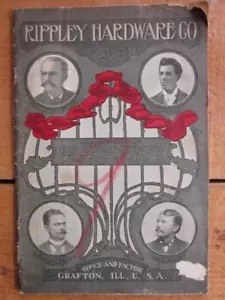 RIPPLEY HARDWARE CO
OFFICE AND FACTORY
GRAFTON, ILL. U. S. A.